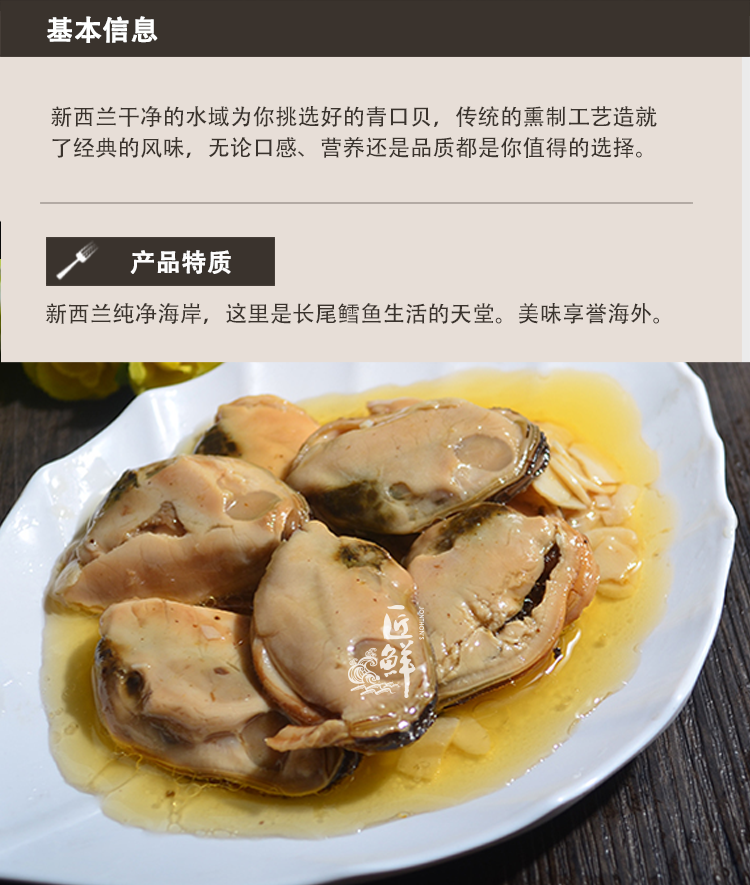 基本信息
新西兰干净的水域为你挑选好的青口贝，传统的熏制工艺造就
了经典的风味，无论口感、营养还是品质都是你值得的选择。
产品特质
新西兰纯净海岸，这里是长尾鳕鱼生活的天堂。美味享誉海外。
匠鲜